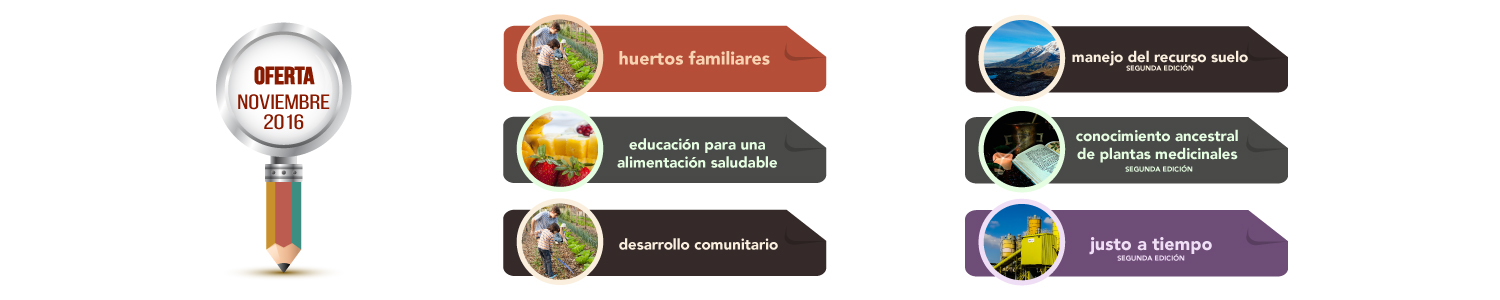 OFERTA
NOVIEMBRE
2016
huertos familiares
educación para una
alimentación saludable
desarrollo comunitario
manejo del recurso suelo
SEGUNDA EDICIÓN
conocimiento ancestral
de plantas medicinales
SEGUNDA EDICIÓN
justo a tiempo
SEGUNDA EDICIÓN